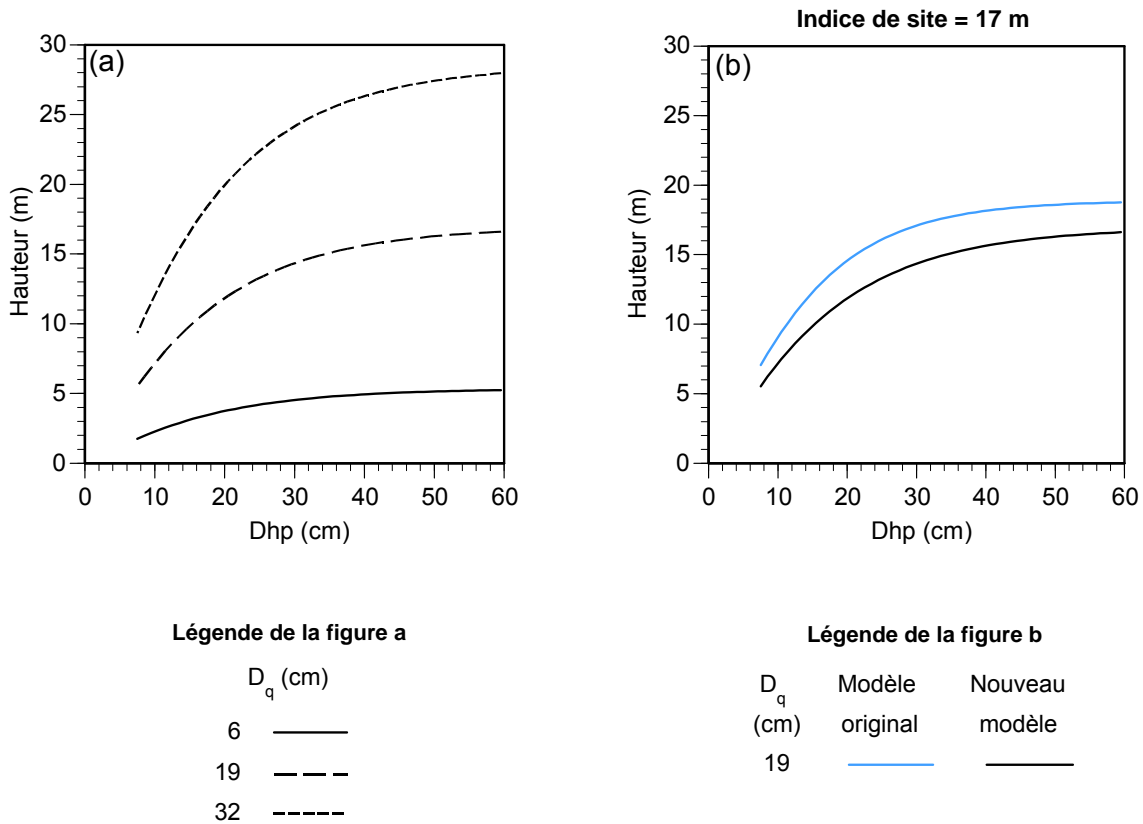 Indice de site = 17 m
(a)
30
25
20
15
10
5
0
Hauteur (m)
0 10 20 30 40 50 60
Dhp (cm)
(b)
30
25
20
15
10
5
0
Hauteur (m)
0 10 20 30 40 50 60
Dhp (cm)
Légende de la figure a
Dq (cm)
6
19
32
Légende de la figure b
Dq Modèle Nouveau
(cm) original modèle
19